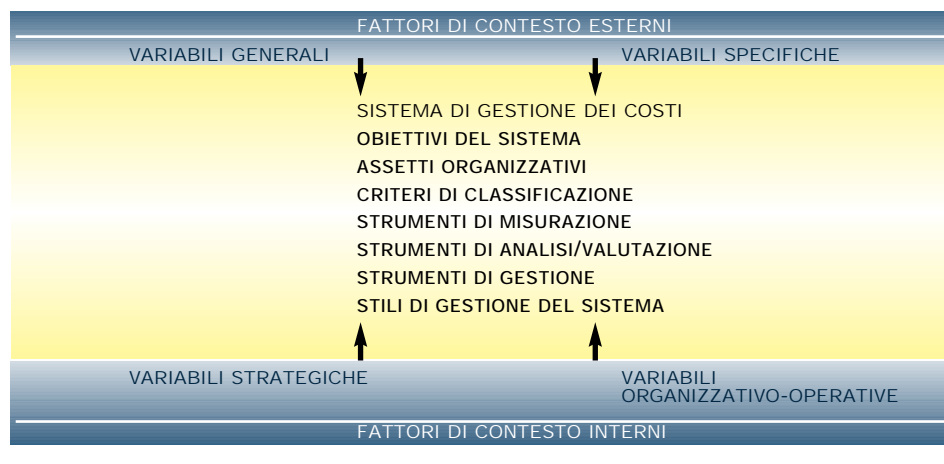 FATTORI DI CONTESTO ESTERNI
VARIABILI GENERALI
VARIABILI SPECIFICHE
SISTEMA DI GESTIONE DEI COSTI
OBIETTIVI DEL SISTEMA
ASSETTI ORGANIZZATIVI
CRITERI DI CLASSIFICAZIONE
STRUMENTI DI MISURAZIONE
STRUMENTI DI ANALISI/VALUTAZIONE
STRUMENTI DI GESTIONE
STILI DI GESTIONE DEL SISTEMA
VARIABILI STRATEGICHE
VARIABILI
ORGANIZZATIVO-OPERATIVE
FATTORI DI CONTESTO INTERNI